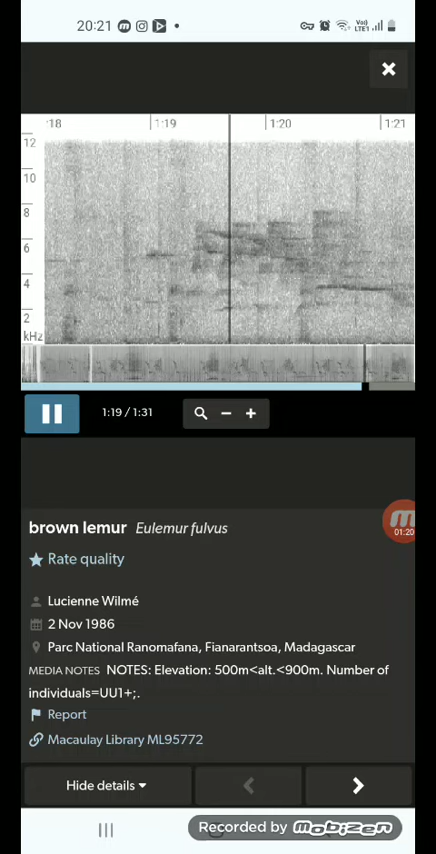 20:21
Vo)
LTE1
:18 1:19 1:20 1:21
12
10
8
6
4
2
kHz
1:19 / 1:31
brown lemur Eulemur fulvus
Rate quality
01:20
Lucienne Wilmé
2 Nov 1986
Parc National Ranomafana, Fianarantsoa, Madagascar
MEDIA NOTES NOTES: Elevation: 500m<alt.<900m. Number of
individuals=UU1+;.
Report
Macaulay Library ML95772
Hide details
Recorded by mobizen